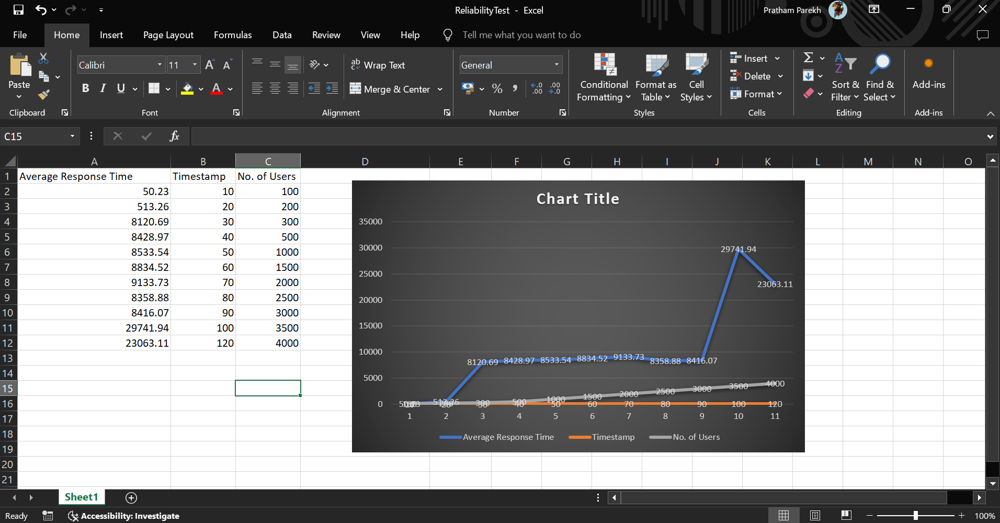 ReliabilityTest - Excel
Pratham Parekh
File Home Insert Page Layout Formulas Data Review View Help Tell me what you want to do
Paste
Clipboard
Calibri 11 A A
B I U A
Font
ab Wrap Text
Merge & Center
Alignment
General
% , .0 .00 .00 .0
Number
Conditional Formatting
Format as Table
Cell Styles
Styles
Insert
Delete
Format
Cells
Sort & Filter
Find & Select
Editing
Add-ins
Add-ins
C15 fx
A B C D E F G H I J K L M N O
1 Average Response Time Timestamp No. of Users
2 50.23 10 100
3 513.26 20 200
4 8120.69 30 300
5 8428.97 40 500
6 8533.54 50 1000
7 8834.52 60 1500
8 9133.73 70 2000
9 8358.88 80 2500
10 8416.07 90 3000
11 29741.94 100 3500
12 23063.11 120 4000
13
14
15
16
17
18
19
20
21
Chart Title
35000
30000
25000
20000
15000
10000
5000
0
29741.94
23063.11
8120.69 8428.97 8533.54 8834.52 9133.73 8358.88 8416.07
513.26 300 500 1000 1500 2000 2500 3000 3500 4000
40 50 60 70 80 90 100 120
1 2 3 4 5 6 7 8 9 10 11
Average Response Time Timestamp No. of Users
Sheet1
Ready Accessibility: Investigate 100%